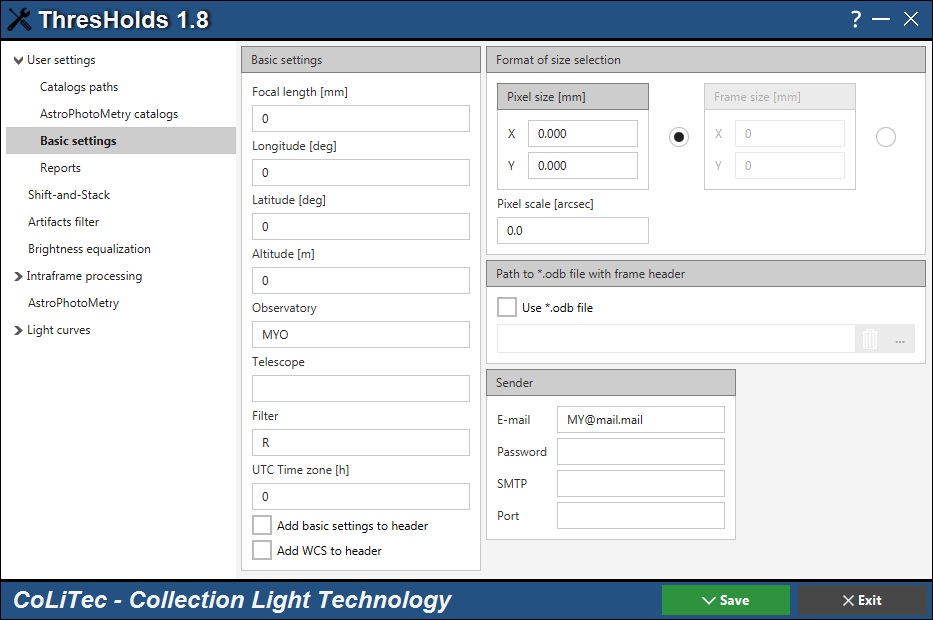 ThresHolds 1.8
?
User settings
Catalogs paths
AstroPhotoMetry catalogs
Basic settings
Reports
Shift-and-Stack
Artifacts filter
Brightness equalization
Intraframe processing
AstroPhotoMetry
Light curves
Basic settings
Focal length [mm]
0
Longitude [deg]
0
Latitude [deg]
0
Altitude [m]
0
Observatory
MYO
Telescope
Filter
R
UTC Time zone [h]
0
Add basic settings to header
Add WCS to header
Format of size selection
Pixel size [mm]
X 0.000
Y 0.000
Frame size [mm]
X 0
Y 0
Pixel scale [arcsec]
0.0
Path to *.odb file with frame header
Use *.odb file
...
Sender
E-mail MY@mail.mail
Password
SMTP
Port
CoLiTec - Collection Light Technology
Save
Exit